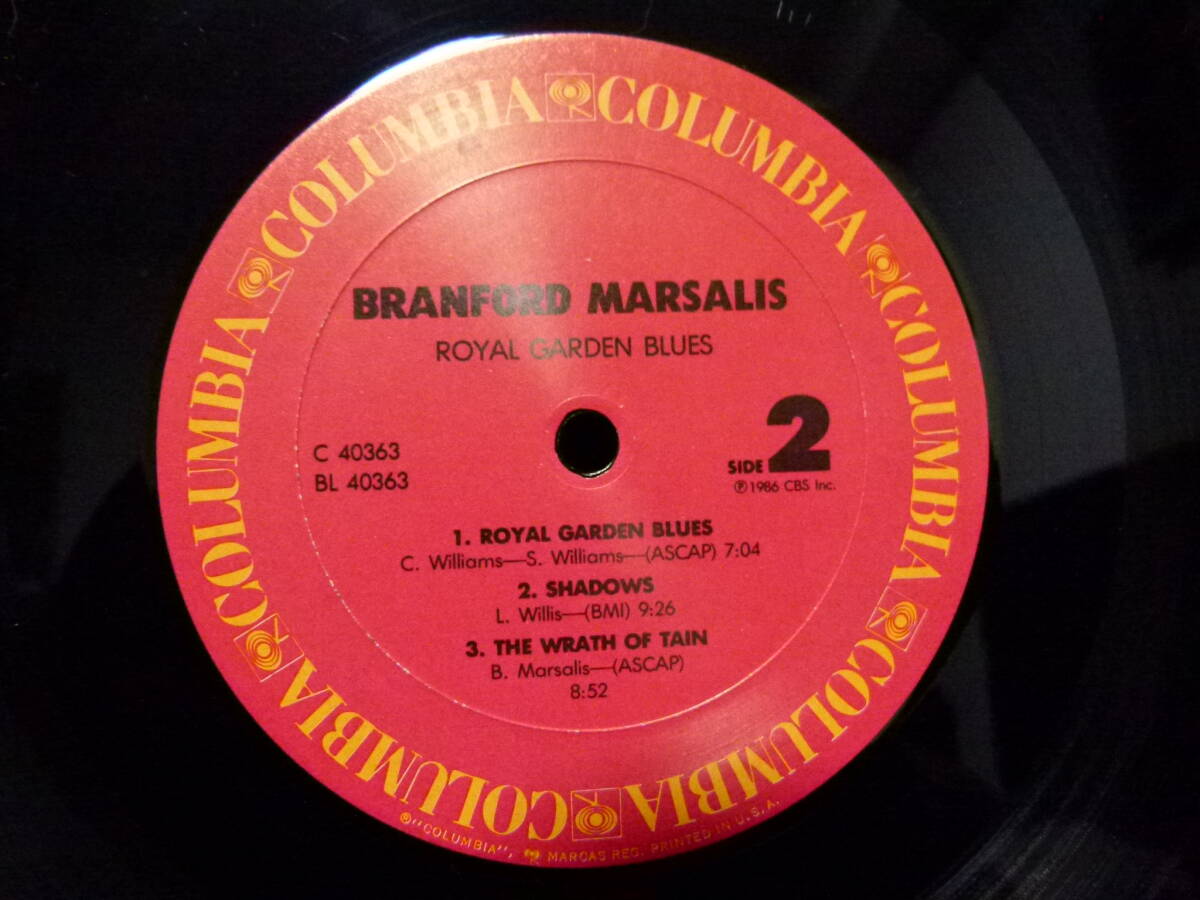 COLUMBIA COLUMBIA COLUMBIA COLUMBIA COLUMBIA COLUMBIA COLUMBIA COLUMBIA
BRANFORD MARSALIS
ROYAL GARDEN BLUES
C 40363
BL 40363
SIDE 2
℗1986 CBS Inc.
1. ROYAL GARDEN BLUES
C. Williams—S. Williams—(ASCAP) 7:04
2. SHADOWS
L. Willis—(BMI) 9:26
3. THE WRATH OF TAIN
B. Marsalis—(ASCAP)
8:52
®"COLUMBIA", MARCAS REG. PRINTED IN U.S.A.